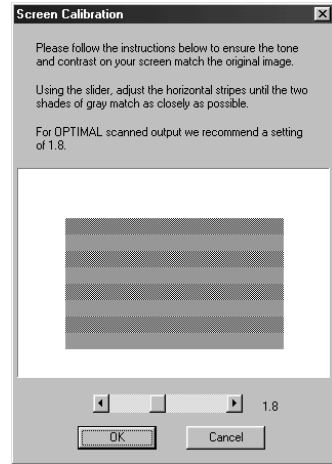 Screen Calibration
Please follow the instructions below to ensure the tone
and contrast on your screen match the original image.
Using the slider, adjust the horizontal stripes until the two
shades of gray match as closely as possible.
For OPTIMAL scanned output we recommend a setting
of 1.8.
1.8
OK
Cancel